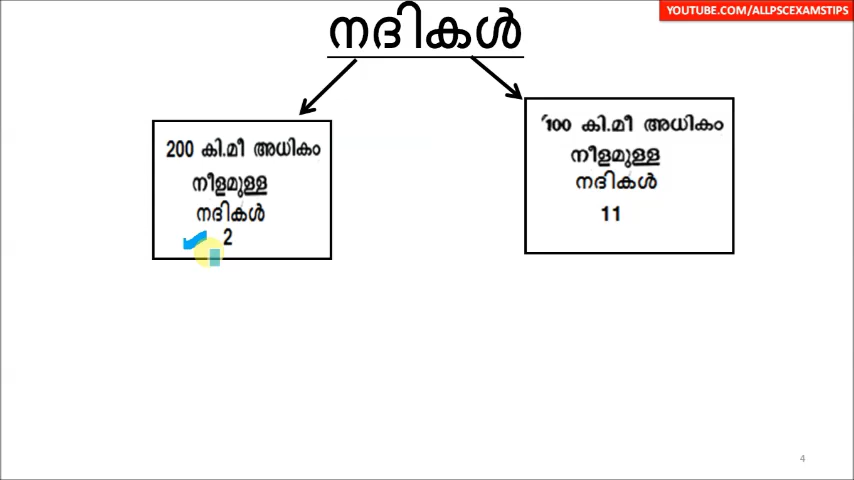 YOUTUBE.COM/ALLPSCEXAMSTIPS
നദികൾ
200 കി.മീ അധികം
നീളമുള്ള
നദികൾ
2
100 കി.മീ അധികം
നീളമുള്ള
നദികൾ
11
4